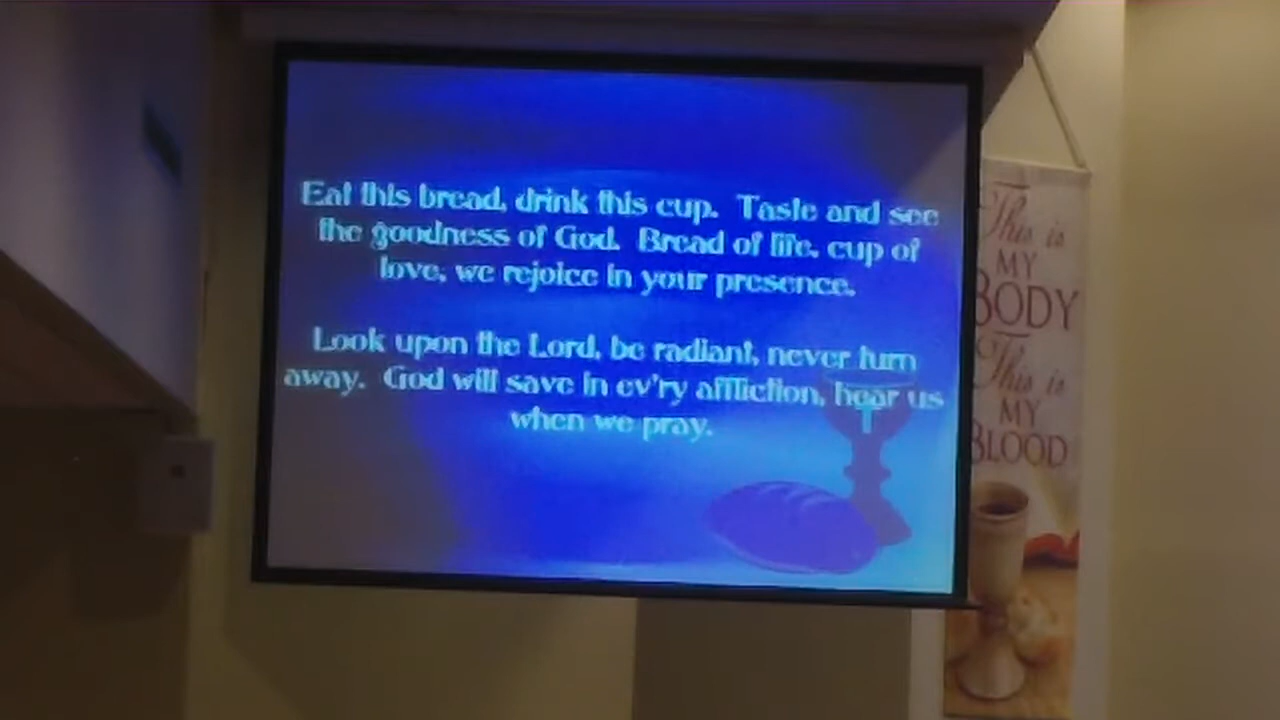 Eat this bread, drink this cup. Taste and see
the goodness of God. Bread of life, cup of
love, we rejoice in your presence.
Look upon the Lord, be radiant, never turn
away. God will save in ev'ry affliction, hear us
when we pray.
This is
MY
BODY
This is
MY
BLOOD